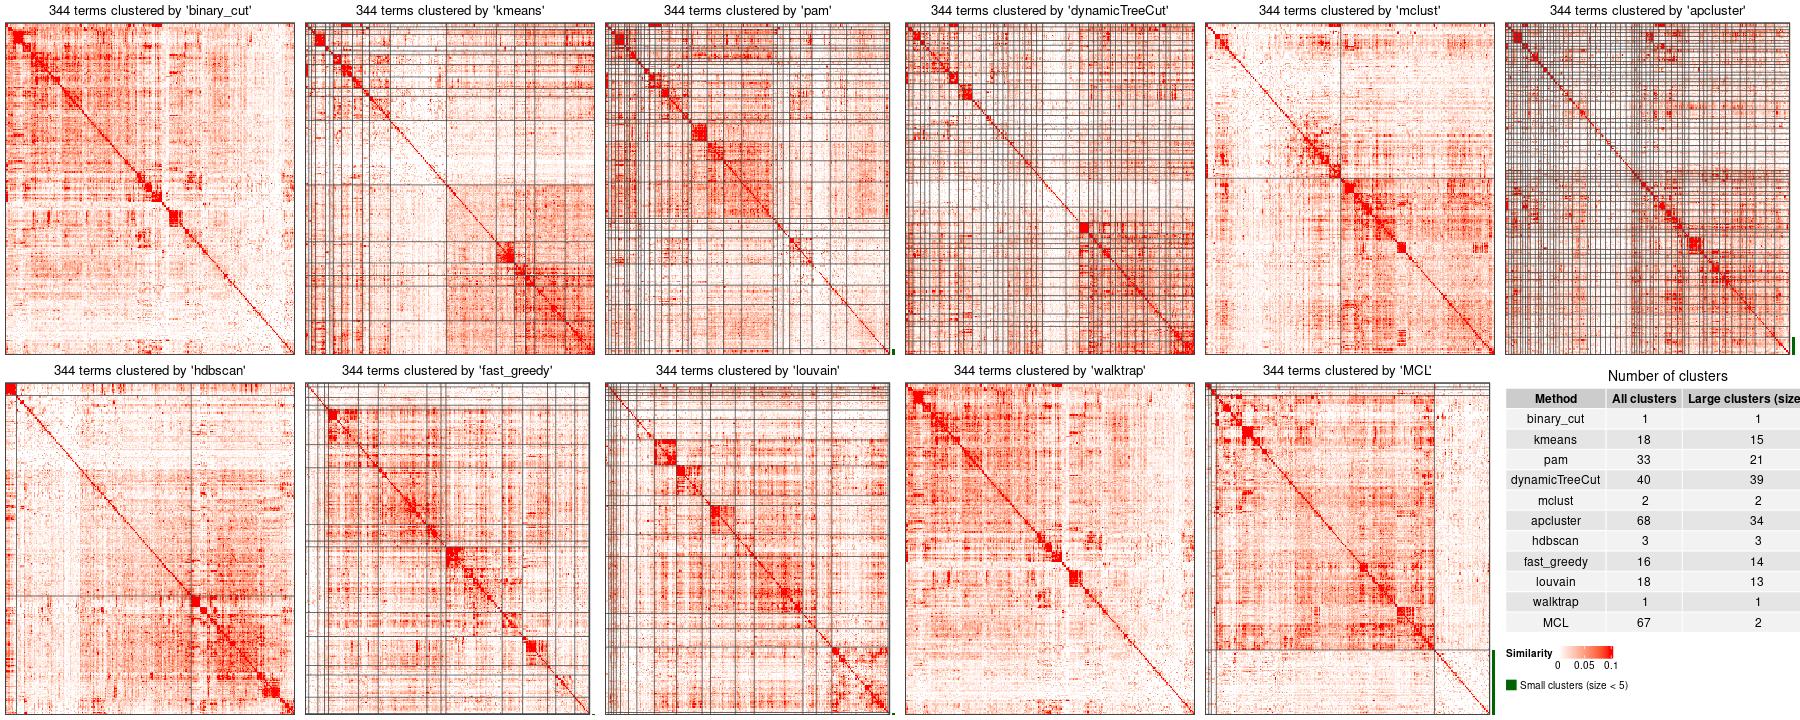 344 terms clustered by 'binary_cut'
344 terms clustered by 'kmeans'
344 terms clustered by 'pam'
344 terms clustered by 'dynamicTreeCut'
344 terms clustered by 'mclust'
344 terms clustered by 'apcluster'
344 terms clustered by 'hdbscan'
344 terms clustered by 'fast_greedy'
344 terms clustered by 'louvain'
344 terms clustered by 'walktrap'
344 terms clustered by 'MCL'
Number of clusters
Method All clusters Large clusters (size
binary_cut 1 1
kmeans 18 15
pam 33 21
dynamicTreeCut 40 39
mclust 2 2
apcluster 68 34
hdbscan 3 3
fast_greedy 16 14
louvain 18 13
walktrap 1 1
MCL 67 2
Similarity
0 0.05 0.1
Small clusters (size < 5)